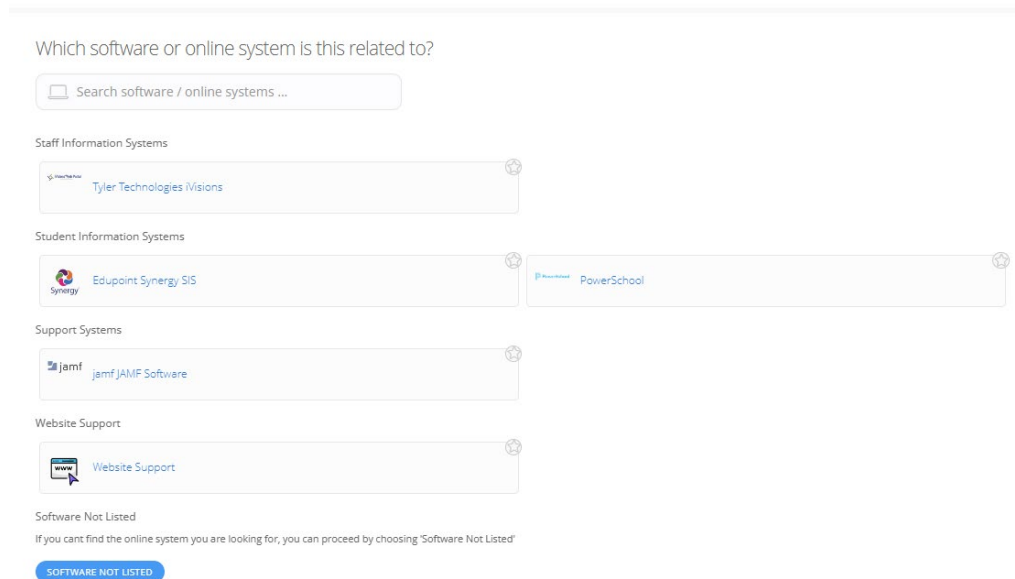 Which software or online system is this related to?
Search software / online systems ...
Staff Information Systems
Tyler Technologies iVisions
Student Information Systems
Synergy
Edupoint Synergy SIS
PowerSchool
Support Systems
jamf
jamf JAMF Software
Website Support
www
Website Support
Software Not Listed
If you cant find the online system you are looking for, you can proceed by choosing 'Software Not Listed'
SOFTWARE NOT LISTED